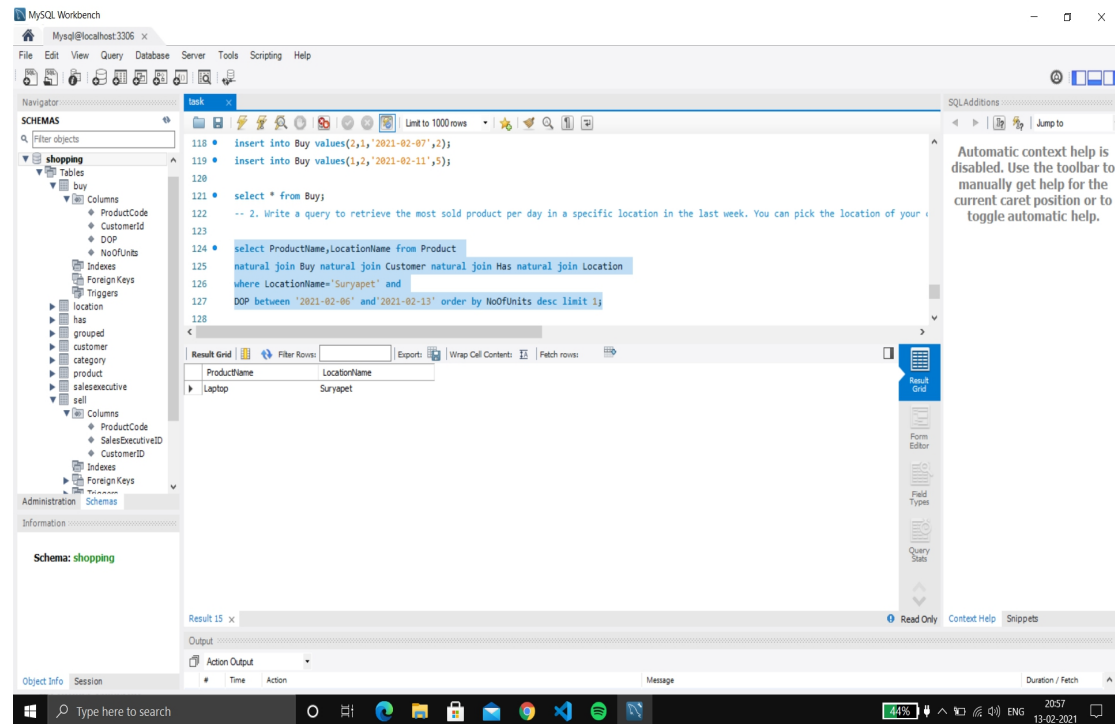 MySQL Workbench
Mysql@localhost:3306
File Edit View Query Database Server Tools Scripting Help
Navigator
SCHEMAS
Filter objects
shopping
Tables
buy
Columns
ProductCode
CustomerId
DOP
NoOfUnits
Indexes
Foreign Keys
Triggers
location
has
grouped
customer
category
product
salesexecutive
sell
Columns
ProductCode
SalesExecutiveID
CustomerID
Indexes
Foreign Keys
Triggers
Administration Schemas
Information
Schema: shopping
Object Info Session
task
Limit to 1000 rows
118 insert into Buy values(2,1,'2021-02-07',2);
119 insert into Buy values(1,2,'2021-02-11',5);
120
121 select * from Buy;
122 -- 2. Write a query to retrieve the most sold product per day in a specific location in the last week. You can pick the location of your
123
124 select ProductName,LocationName from Product
125 natural join Buy natural join Customer natural join Has natural join Location
126 where LocationName='Suryapet' and
127 DOP between '2021-02-06' and'2021-02-13' order by NoOfUnits desc limit 1;
128
Result Grid Filter Rows: Export: Wrap Cell Content: Fetch rows:
ProductName LocationName
Laptop Suryapet
Result Grid
Form Editor
Field Types
Query Stats
Result 15 Read Only
Output
Action Output
# Time Action Message Duration / Fetch
SQLAdditions
Jump to
Automatic context help is
disabled. Use the toolbar to
manually get help for the
current caret position or to
toggle automatic help.
Context Help Snippets
Type here to search
44% ENG 20:57
13-02-2021